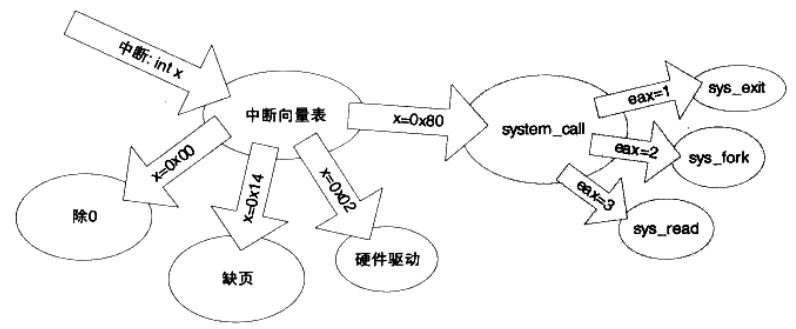 中断: int x
中断向量表
x=0x80
system_call
eax=1
sys_exit
eax=2
sys_fork
eax=3
sys_read
x=0x00
除0
x=0x14
缺页
x=0x02
硬件驱动